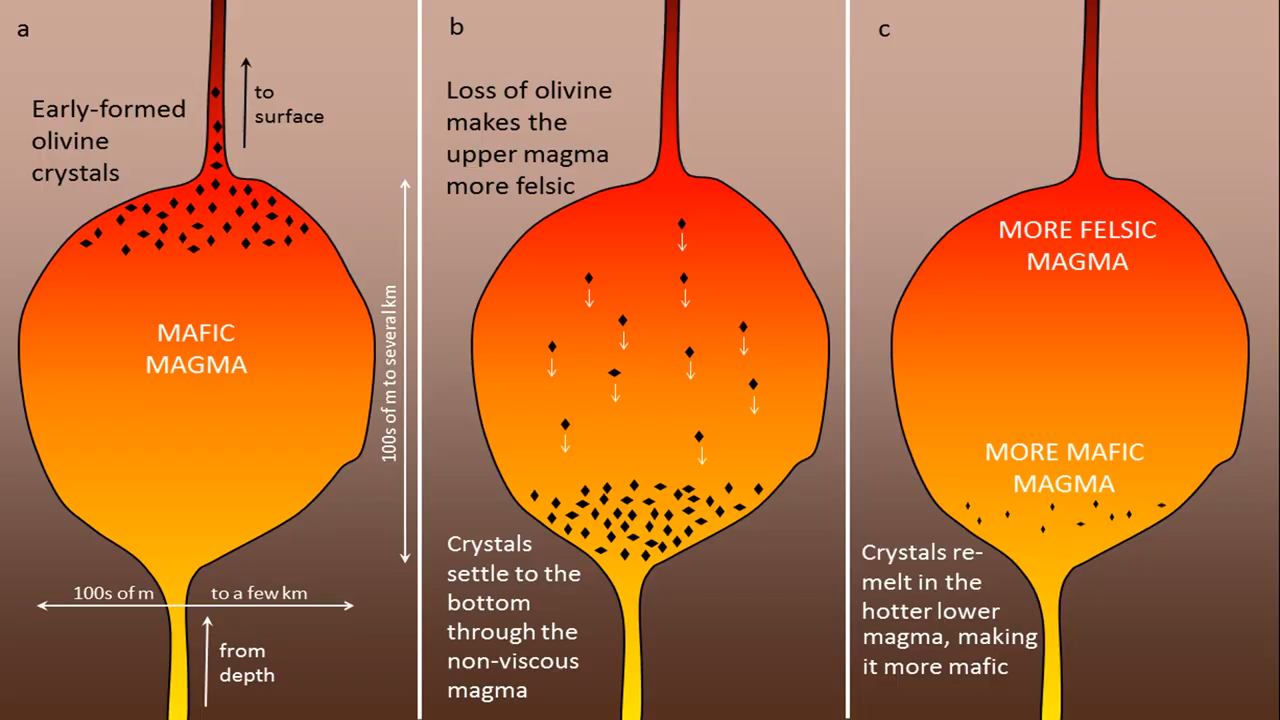 a
Early-formed
olivine
crystals
to
surface
MAFIC
MAGMA
100s of m to several km
100s of m to a few km
from
depth
b
Loss of olivine
makes the
upper magma
more felsic
Crystals
settle to the
bottom
through the
non-viscous
magma
c
MORE FELSIC
MAGMA
MORE MAFIC
MAGMA
Crystals re-
melt in the
hotter lower
magma, making
it more mafic